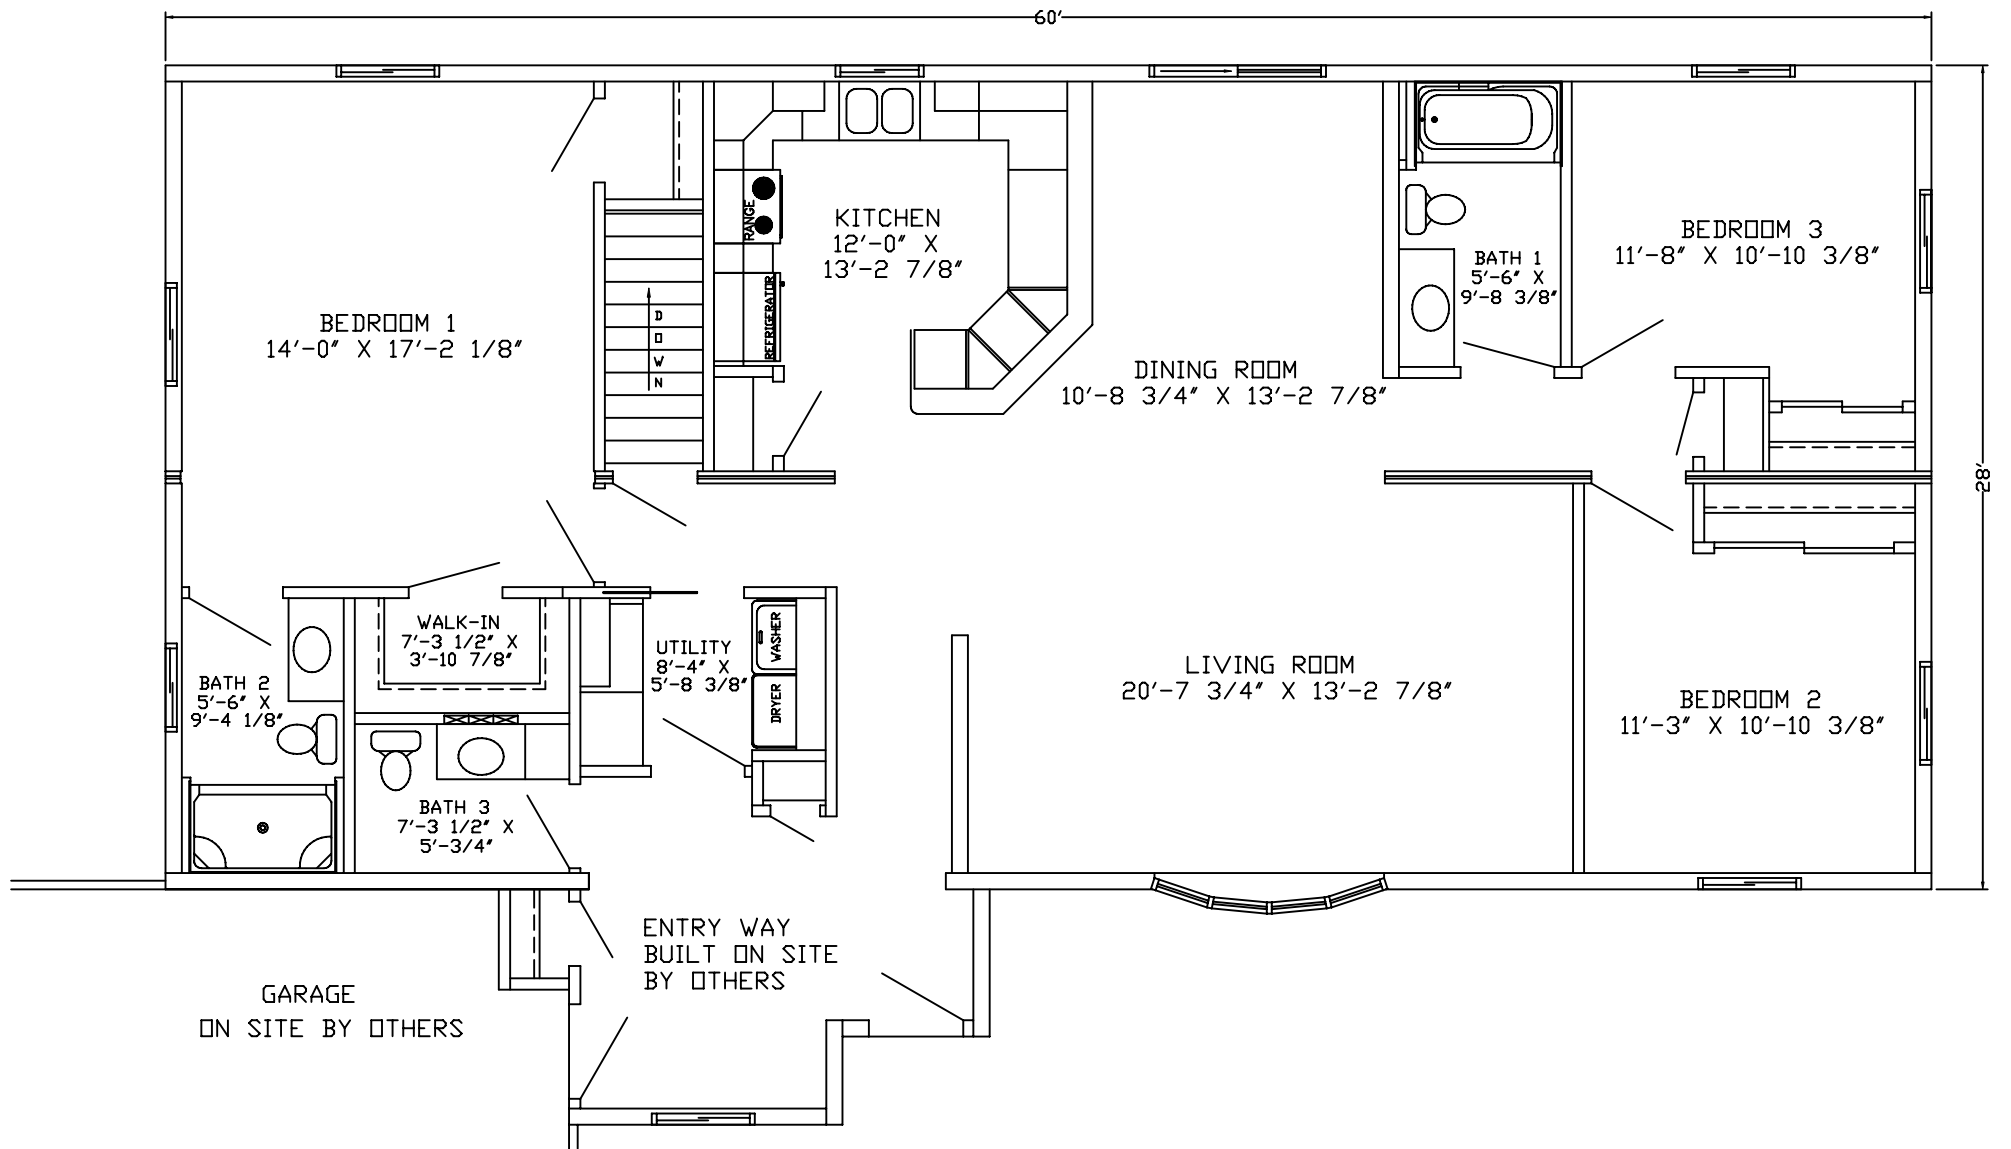 60'
28'
KITCHEN
12'-0" X
13'-2 7/8"
RANGE
REFRIGERATOR
BEDROOM 3
11'-8" X 10'-10 3/8"
BATH 1
5'-6" X
9'-8 3/8"
BEDROOM 1
14'-0" X 17'-2 1/8"
DOWN
DINING ROOM
10'-8 3/4" X 13'-2 7/8"
WALK-IN
7'-3 1/2" X
3'-10 7/8"
UTILITY
8'-4" X
5'-8 3/8"
WASHER
DRYER
LIVING ROOM
20'-7 3/4" X 13'-2 7/8"
BEDROOM 2
11'-3" X 10'-10 3/8"
BATH 2
5'-6" X
9'-4 1/8"
BATH 3
7'-3 1/2" X
5'-3/4"
ENTRY WAY
BUILT ON SITE
BY OTHERS
GARAGE
ON SITE BY OTHERS